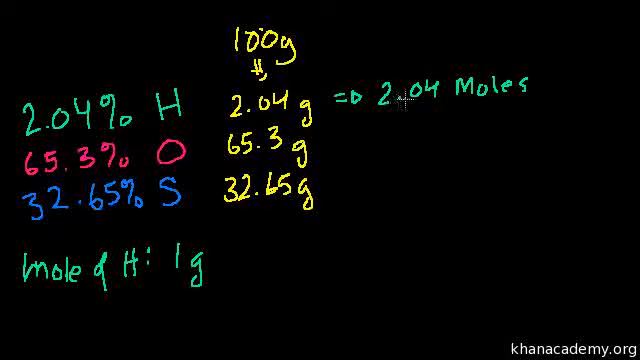 100g
2.04% H 2.04 g => 2.04 Moles
65.3% O 65.3 g
32.65% S 32.65g
mole of H: 1g
khanacademy.org